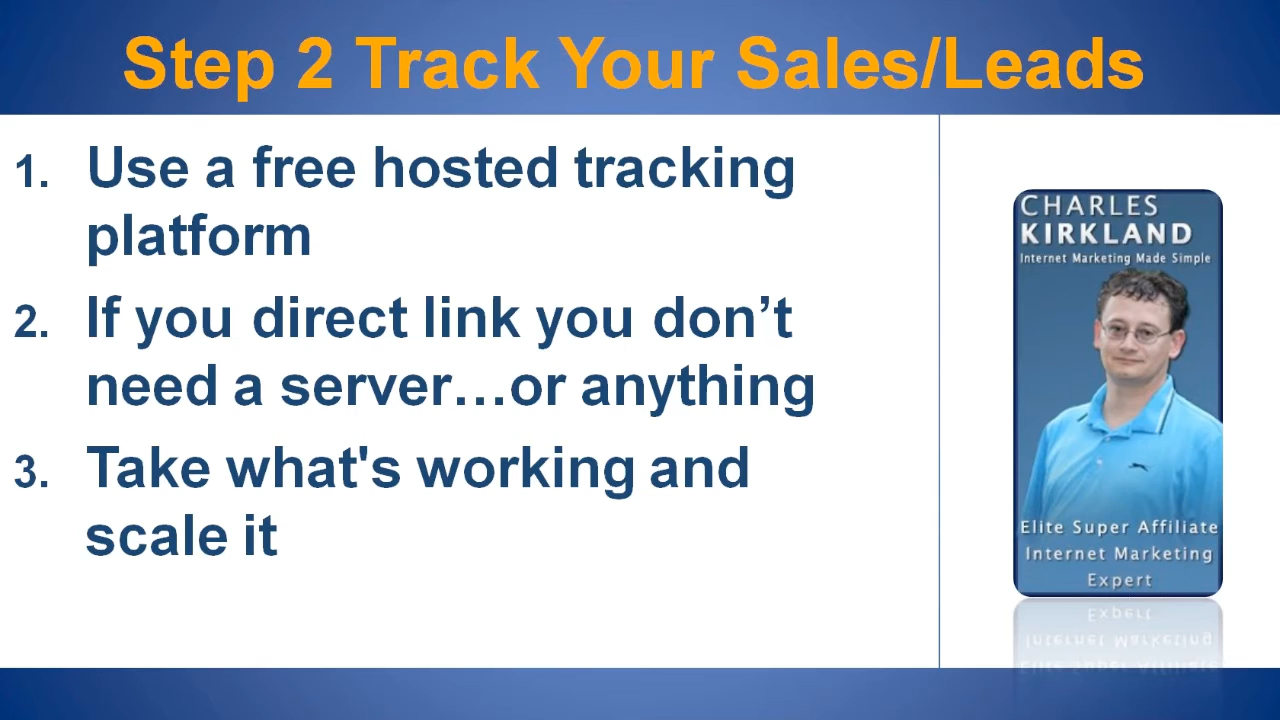 Step 2 Track Your Sales/Leads
1. Use a free hosted tracking
platform
2. If you direct link you don’t
need a server…or anything
3. Take what's working and
scale it
CHARLES
KIRKLAND
Internet Marketing Made Simple
Elite Super Affiliate
Internet Marketing
Expert